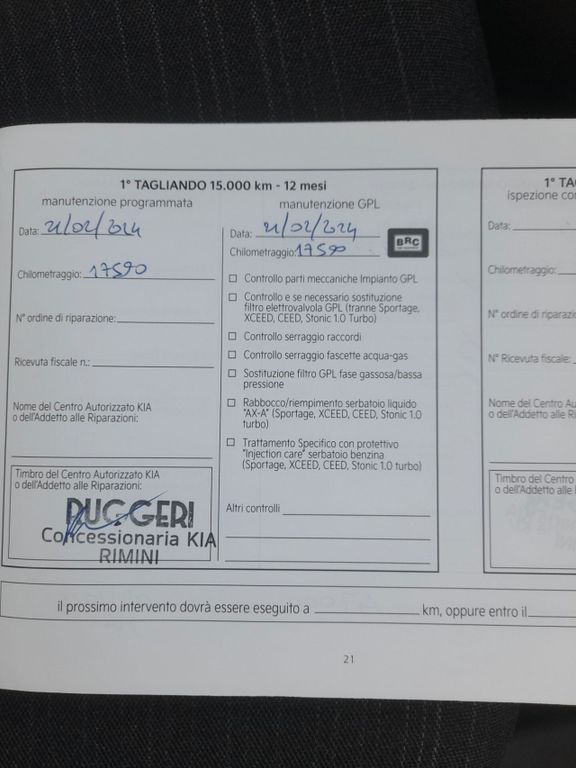 1° TAGLIANDO 15.000 km - 12 mesi
manutenzione programmata
Data: 21/02/2024
Chilometraggio: 17590
N° ordine di riparazione:
Ricevuta fiscale n.:
Nome del Centro Autorizzato KIA
o dell'Addetto alle Riparazioni:
Timbro del Centro Autorizzato KIA
o dell'Addetto alle Riparazioni:
RUGGERI
Concessionaria KIA
RIMINI
manutenzione GPL
Data: 21/02/2024
Chilometraggio: 17590
BRC
☐ Controllo parti meccaniche Impianto GPL
☐ Controllo e se necessario sostituzione
filtro elettrovalvola GPL (tranne Sportage,
XCEED, CEED, Stonic 1.0 Turbo)
☐ Controllo serraggio raccordi
☐ Controllo serraggio fascette acqua-gas
☐ Sostituzione filtro GPL fase gassosa/bassa
pressione
☐ Rabbocco/riempimento serbatoio liquido
"AX-A" (Sportage, XCEED, CEED, Stonic 1.0
turbo)
☐ Trattamento Specifico con protettivo
"Injection care" serbatoio benzina
(Sportage, XCEED, CEED, Stonic 1.0 turbo)
Altri controlli
1° TA
ispezione co
Data:
Chilometraggio:
N° ordine di riparazio
N° Ricevuta fiscale:
Nome del Centro Au
o dell'Addetto alle R
Timbro del Centro
o dell'Addetto alle
il prossimo intervento dovrà essere eseguito a km, oppure entro il
21